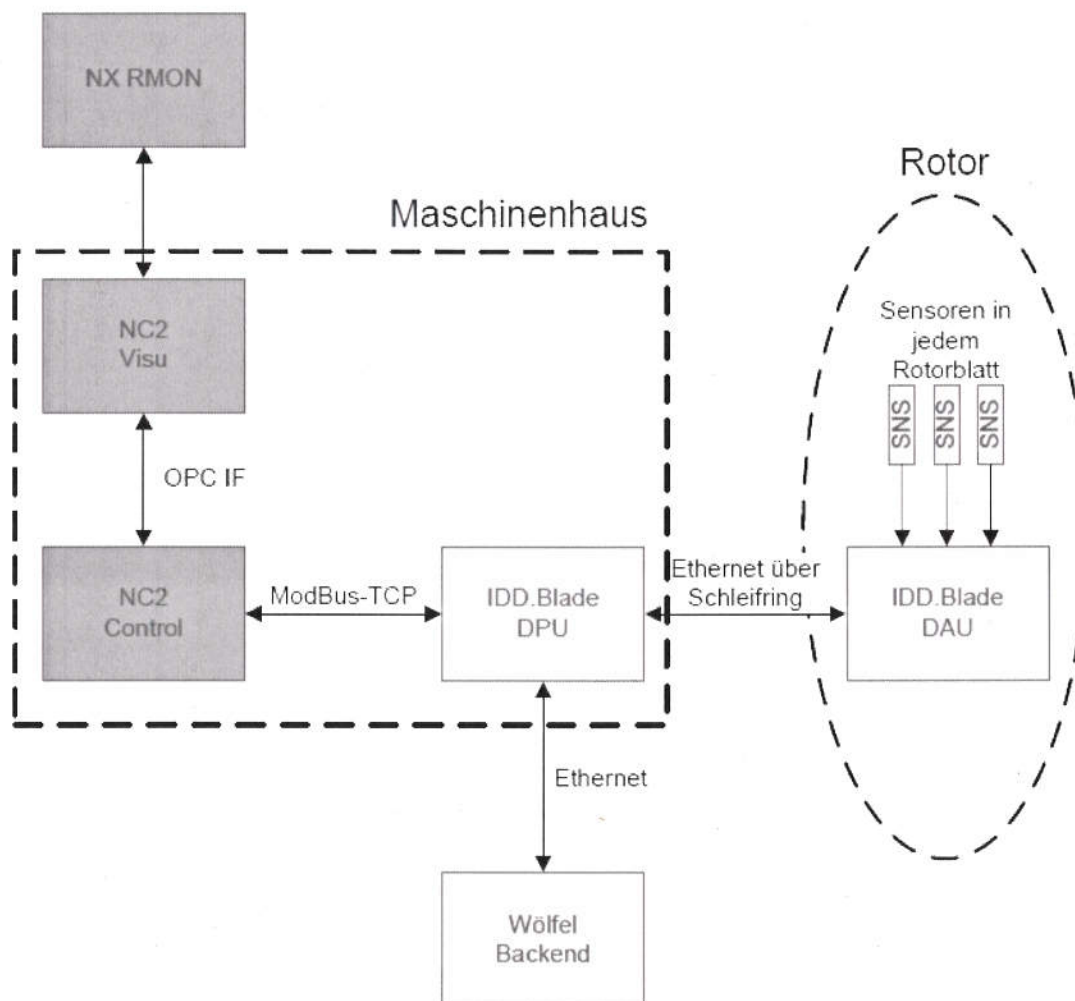 NX RMON
Rotor
Maschinenhaus
NC2
Visu
Sensoren in
jedem
Rotorblatt
SNS
SNS
SNS
OPC IF
NC2
Control
ModBus-TCP
IDD.Blade
DPU
Ethernet über
Schleifring
IDD.Blade
DAU
Ethernet
Wölfel
Backend